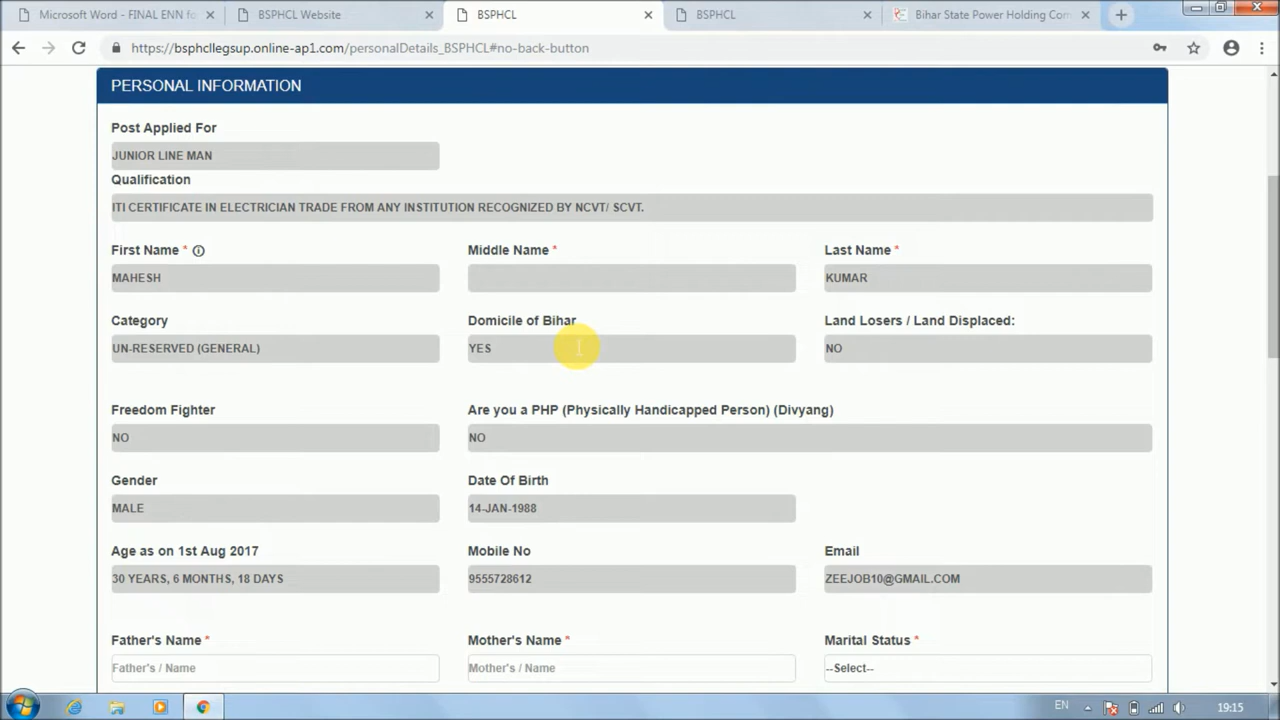 Microsoft Word - FINAL ENN for
BSPHCL Website
BSPHCL
BSPHCL
Bihar State Power Holding Com
https://bsphcllegsup.online-ap1.com/personalDetails_BSPHCL#no-back-button
PERSONAL INFORMATION
Post Applied For
JUNIOR LINE MAN
Qualification
ITI CERTIFICATE IN ELECTRICIAN TRADE FROM ANY INSTITUTION RECOGNIZED BY NCVT/ SCVT.
First Name * Middle Name * Last Name *
MAHESH KUMAR
Category Domicile of Bihar Land Losers / Land Displaced:
UN-RESERVED (GENERAL) YES NO
Freedom Fighter Are you a PHP (Physically Handicapped Person) (Divyang)
NO NO
Gender Date Of Birth
MALE 14-JAN-1988
Age as on 1st Aug 2017 Mobile No Email
30 YEARS, 6 MONTHS, 18 DAYS 9555728612 ZEEJOB10@GMAIL.COM
Father's Name * Mother's Name * Marital Status *
Father's / Name Mother's / Name --Select--
EN 19:15